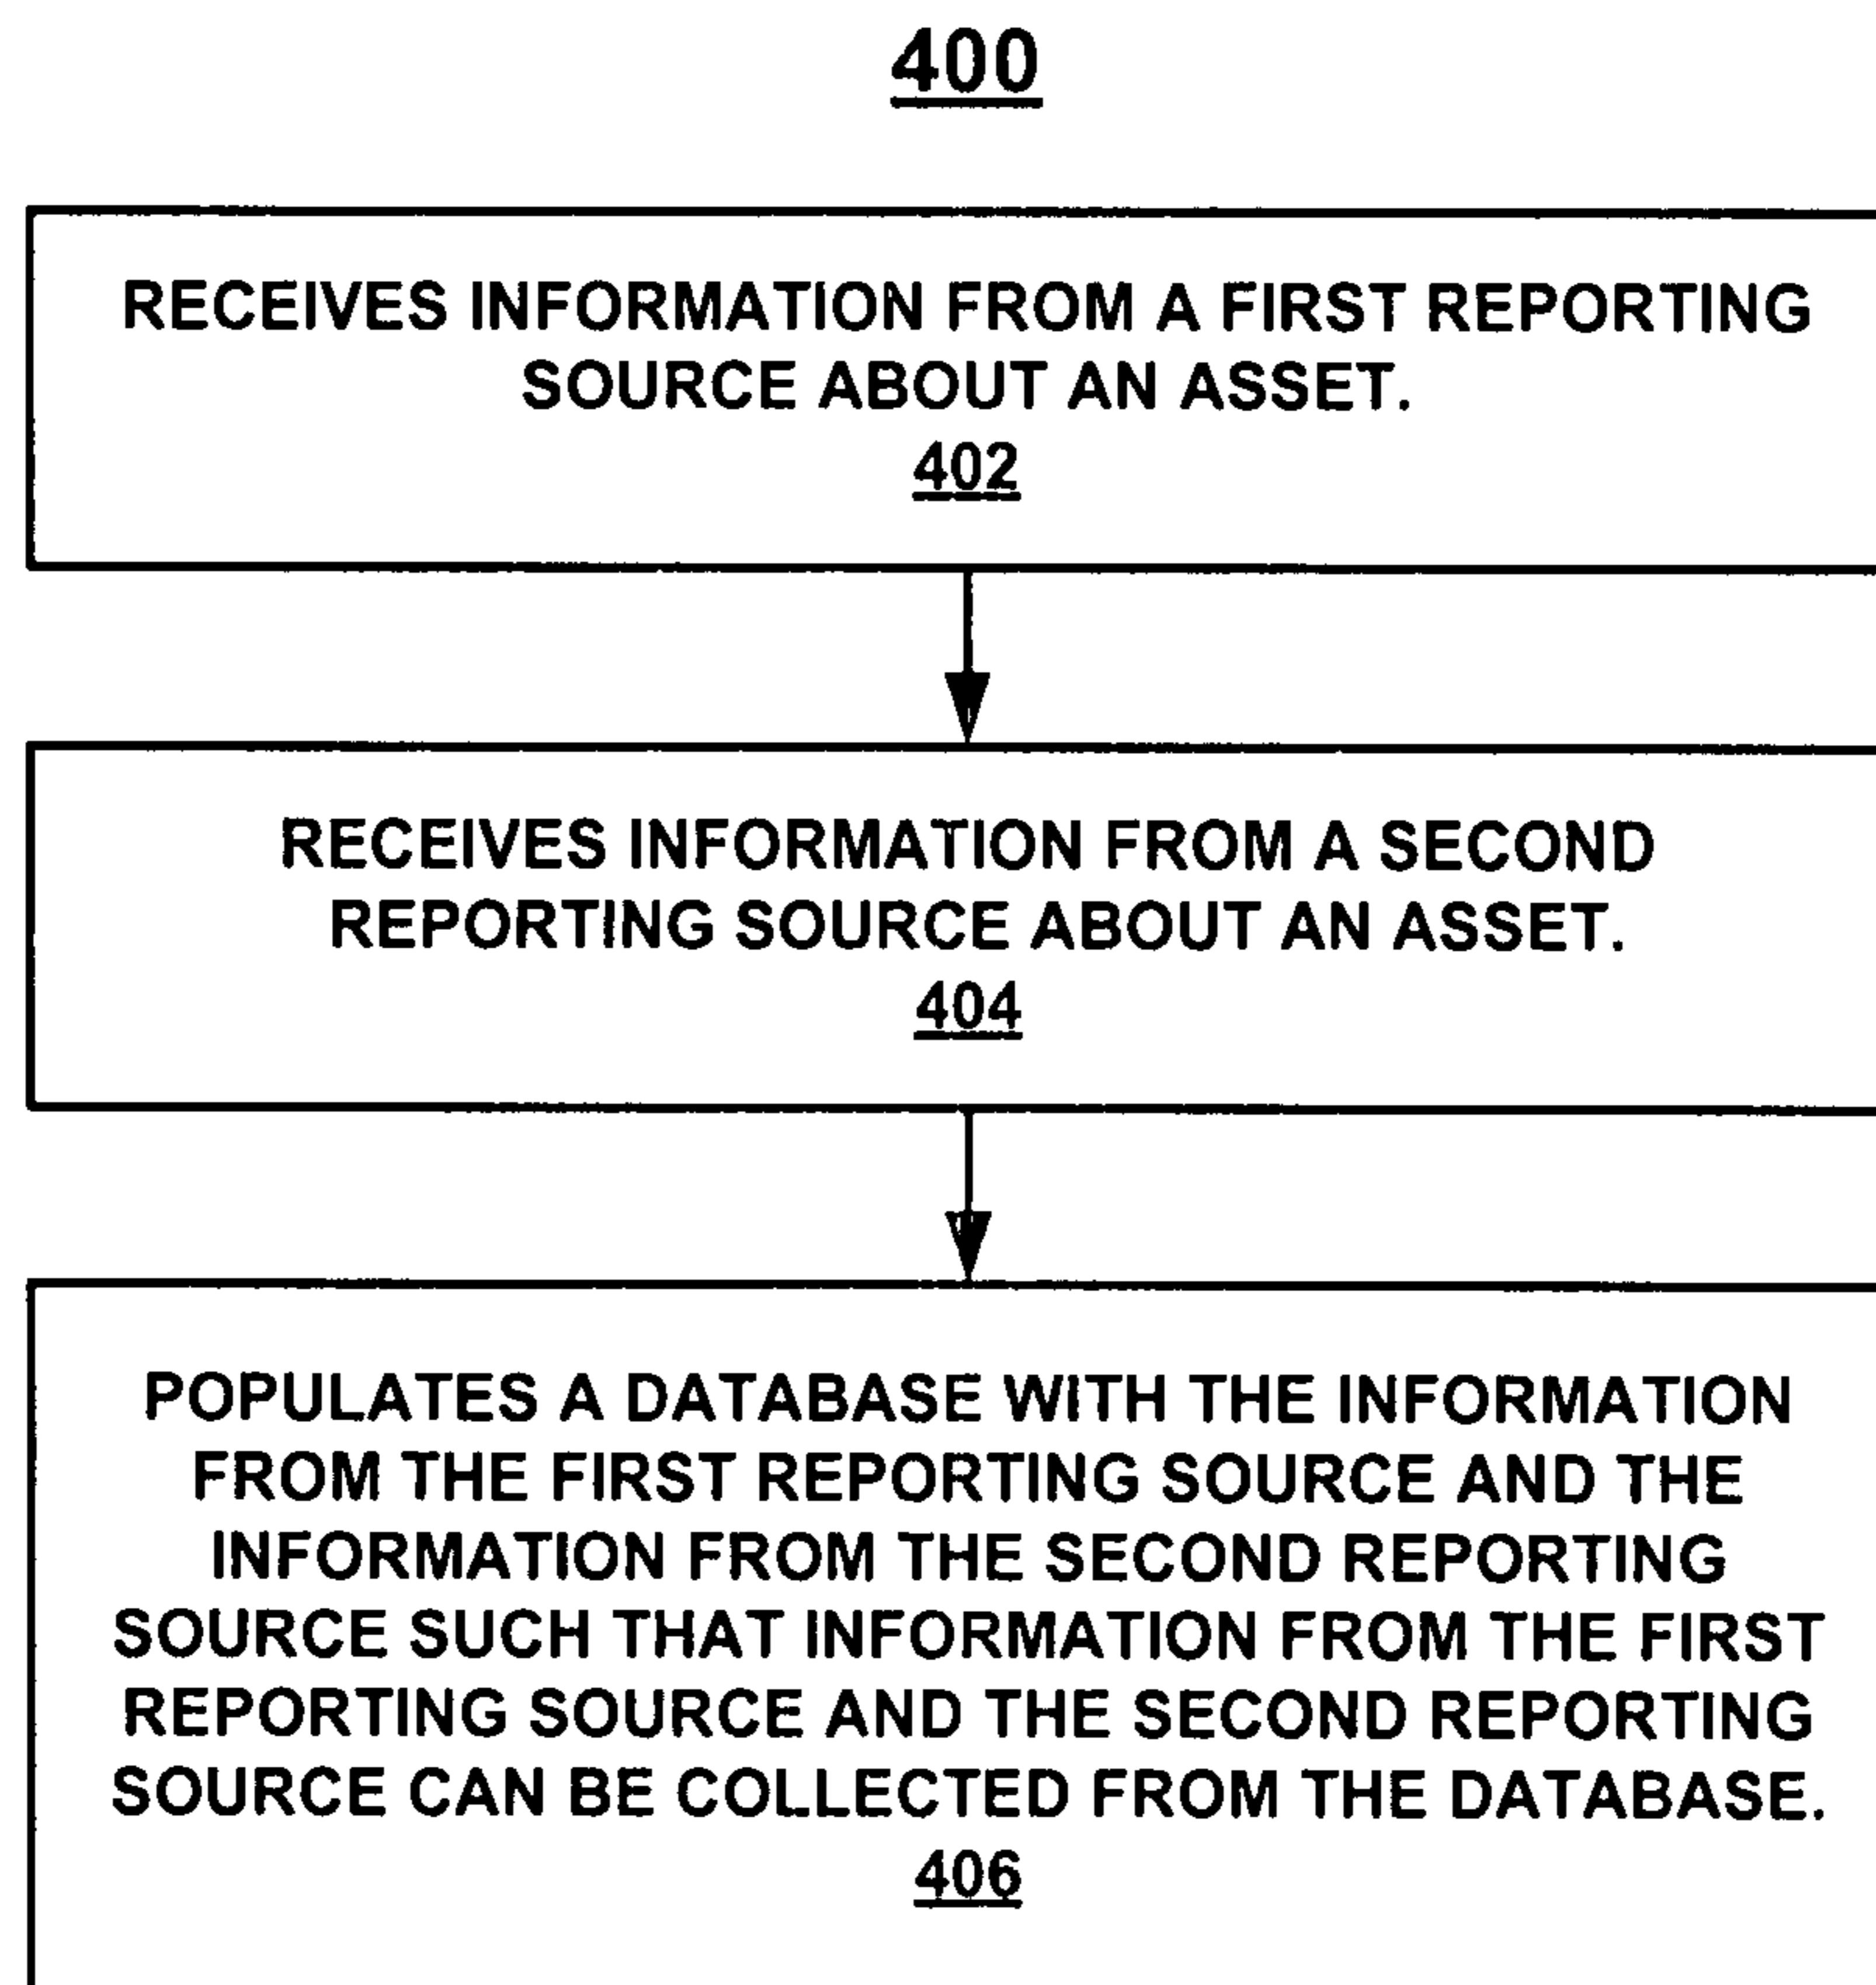 400
RECEIVES INFORMATION FROM A FIRST REPORTING
SOURCE ABOUT AN ASSET.
402
RECEIVES INFORMATION FROM A SECOND
REPORTING SOURCE ABOUT AN ASSET.
404
POPULATES A DATABASE WITH THE INFORMATION
FROM THE FIRST REPORTING SOURCE AND THE
INFORMATION FROM THE SECOND REPORTING
SOURCE SUCH THAT INFORMATION FROM THE FIRST
REPORTING SOURCE AND THE SECOND REPORTING
SOURCE CAN BE COLLECTED FROM THE DATABASE.
406